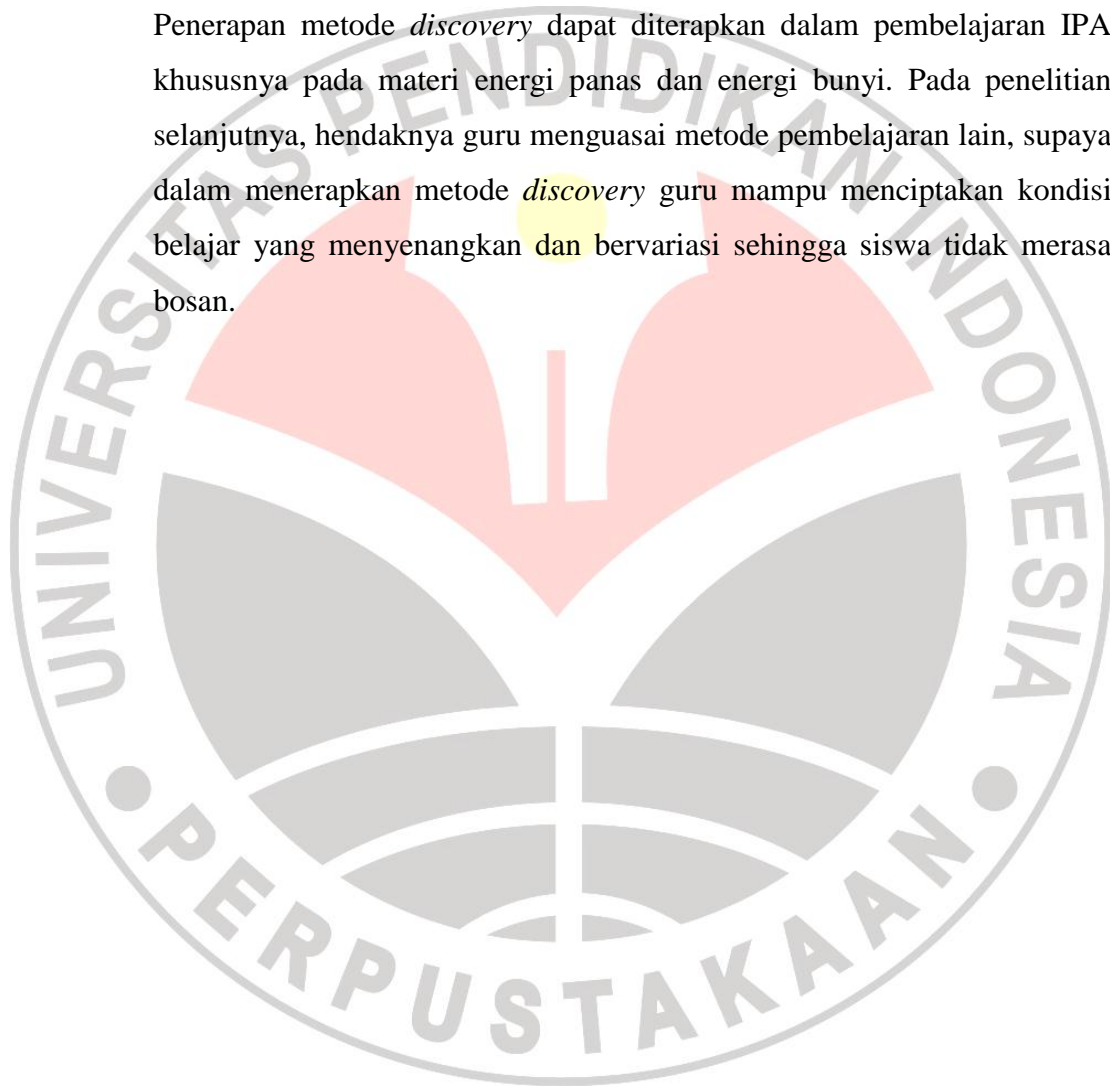 Penerapan metode discovery dapat diterapkan dalam pembelajaran IPA
khususnya pada materi energi panas dan energi bunyi. Pada penelitian
selanjutnya, hendaknya guru menguasai metode pembelajaran lain, supaya
dalam menerapkan metode discovery guru mampu menciptakan kondisi
belajar yang menyenangkan dan bervariasi sehingga siswa tidak merasa
bosan.
UNIVERSITAS PENDIDIKAN INDONESIA
PERPUSTAKAAN